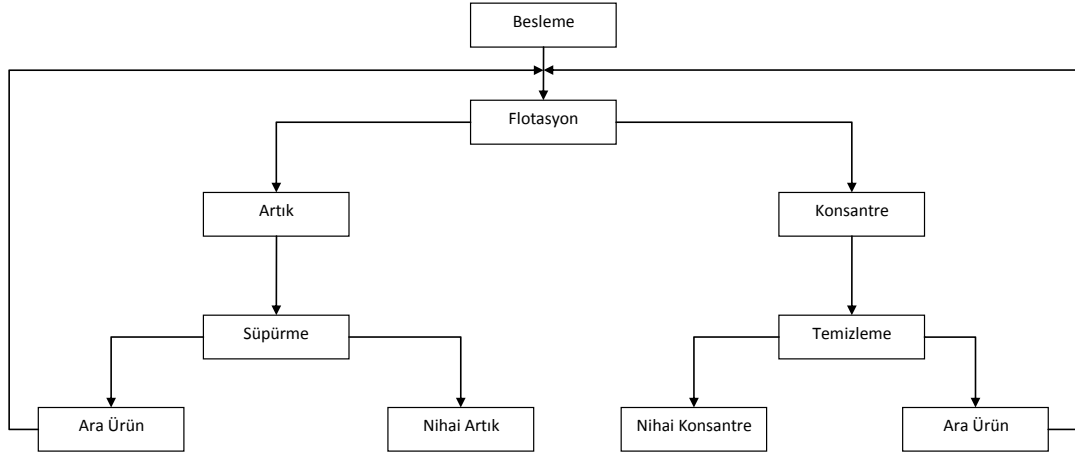 Besleme
Flotasyon
Artık
Konsantre
Süpürme
Temizleme
Ara Ürün
Nihai Artık
Nihai Konsantre
Ara Ürün